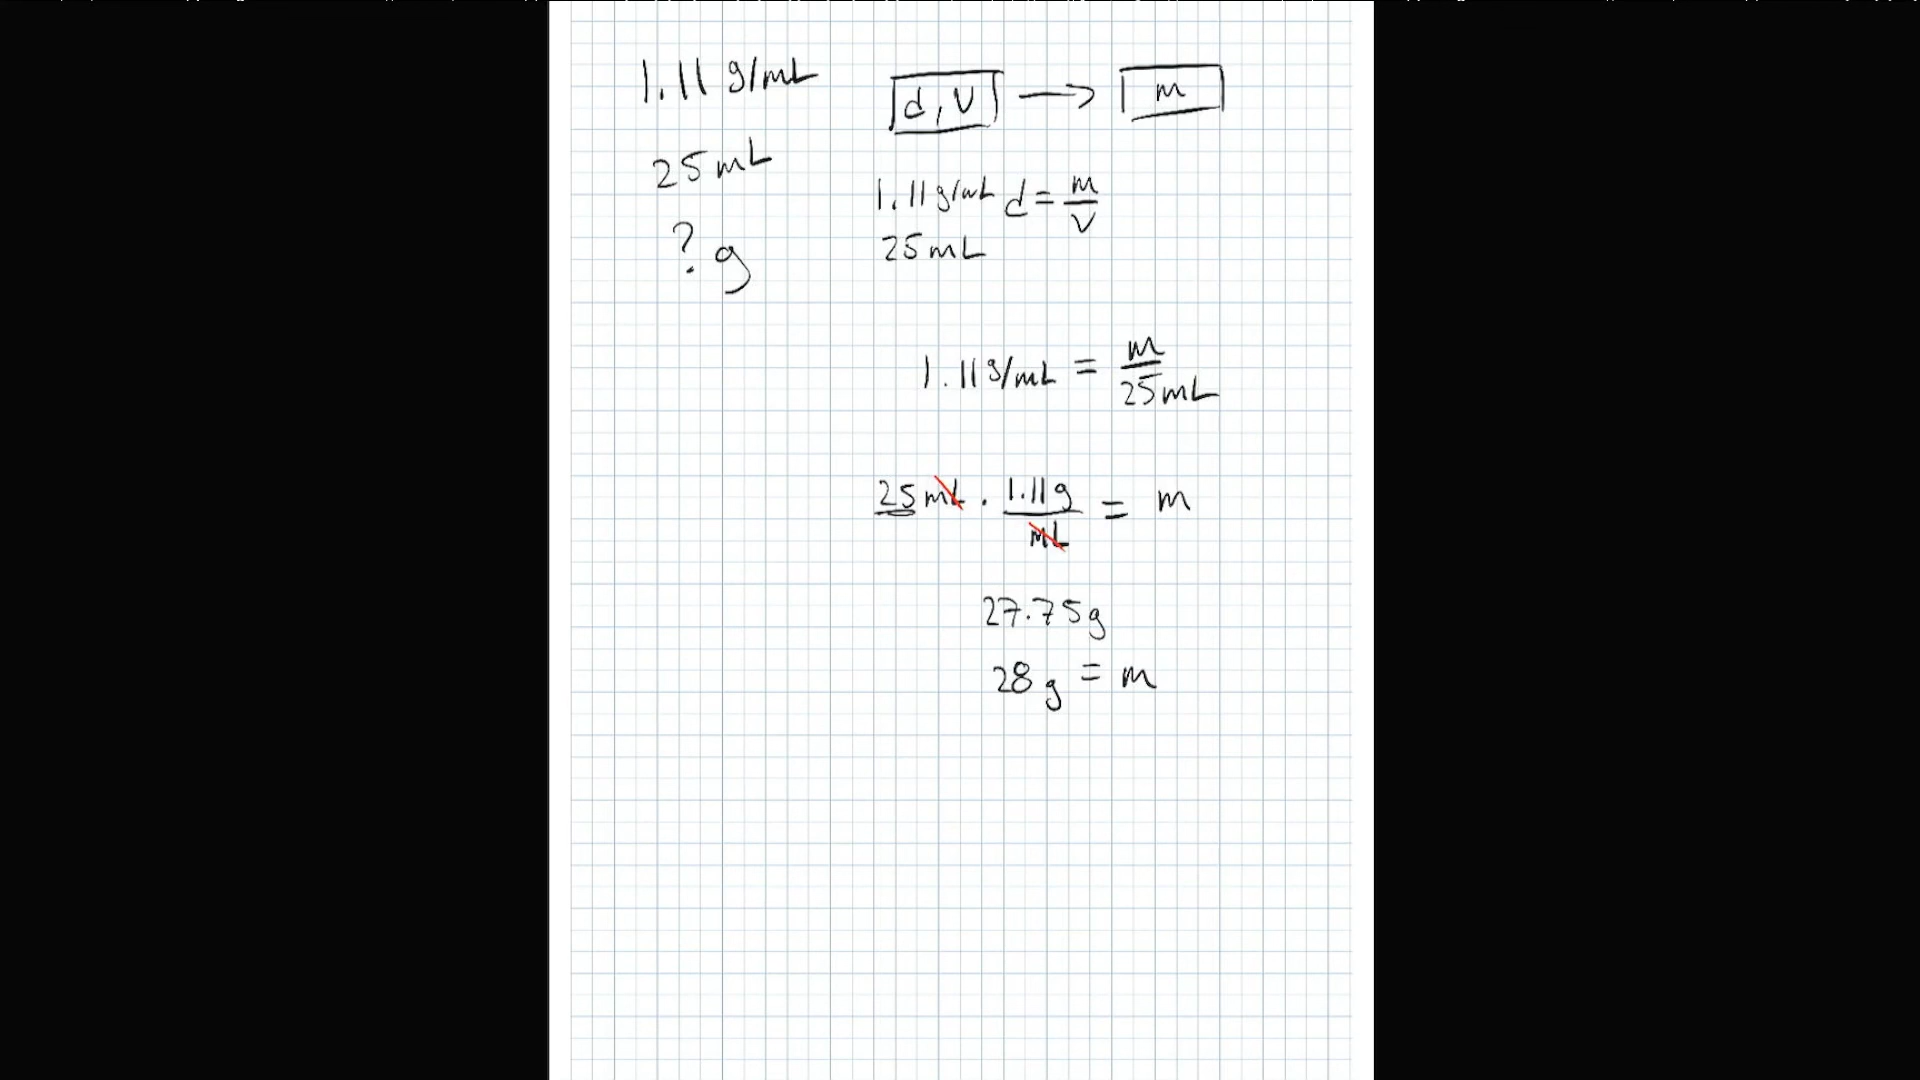 1.11 g/mL
25 mL
? g
d, V → m
1.11 g/mL d = m/V
25 mL
1.11 g/mL = m/25 mL
25 mL · 1.11 g/mL = m
27.75 g
28 g = m